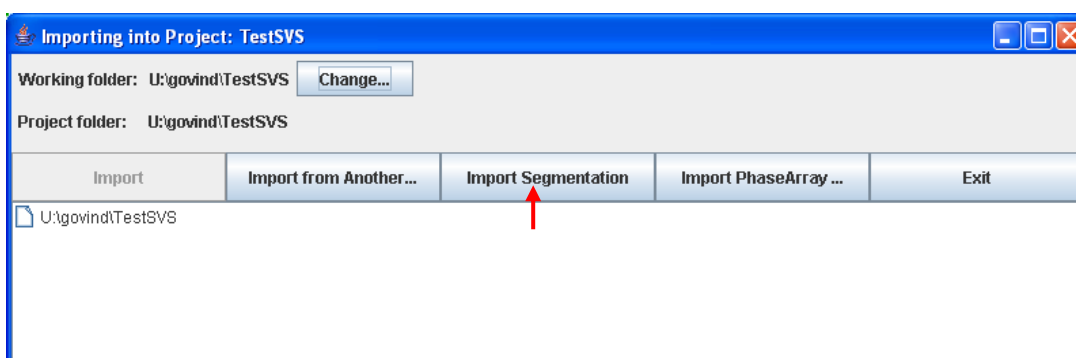 Importing into Project: TestSVS
Working folder: U:\govind\TestSVS Change...
Project folder: U:\govind\TestSVS
Import Import from Another... Import Segmentation Import PhaseArray ... Exit
U:\govind\TestSVS